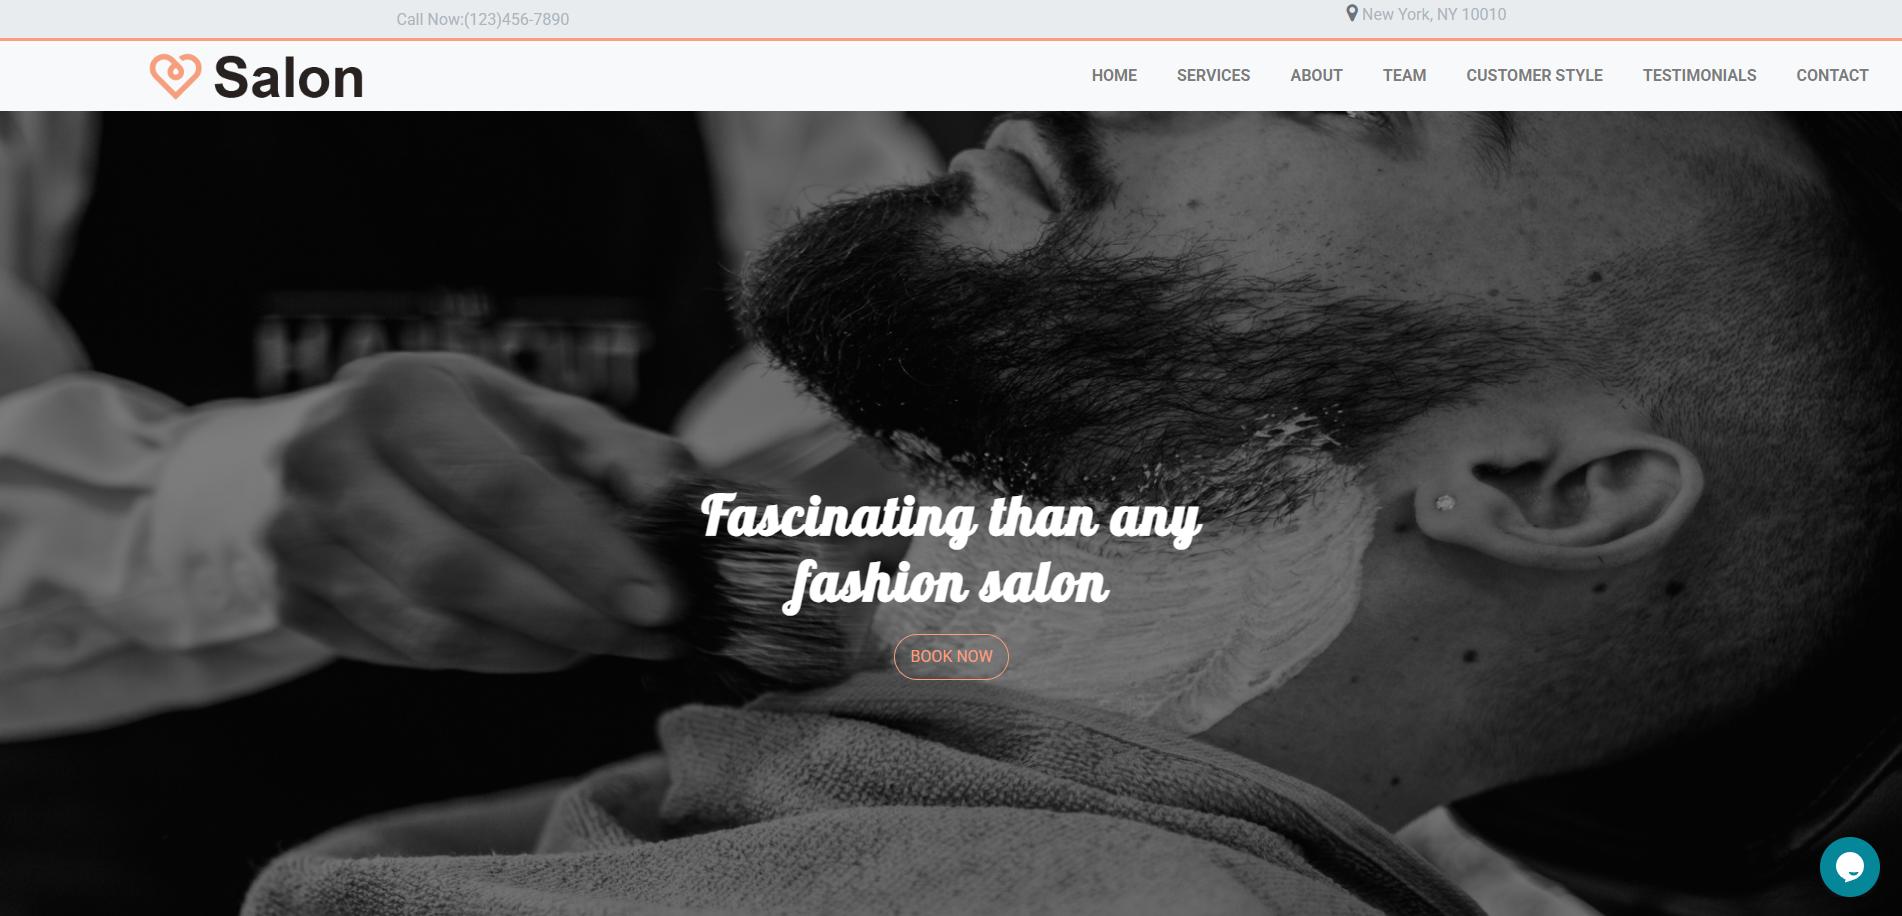 Call Now:(123)456-7890
New York, NY 10010
Salon
HOME SERVICES ABOUT TEAM CUSTOMER STYLE TESTIMONIALS CONTACT
Fascinating than any
fashion salon
BOOK NOW